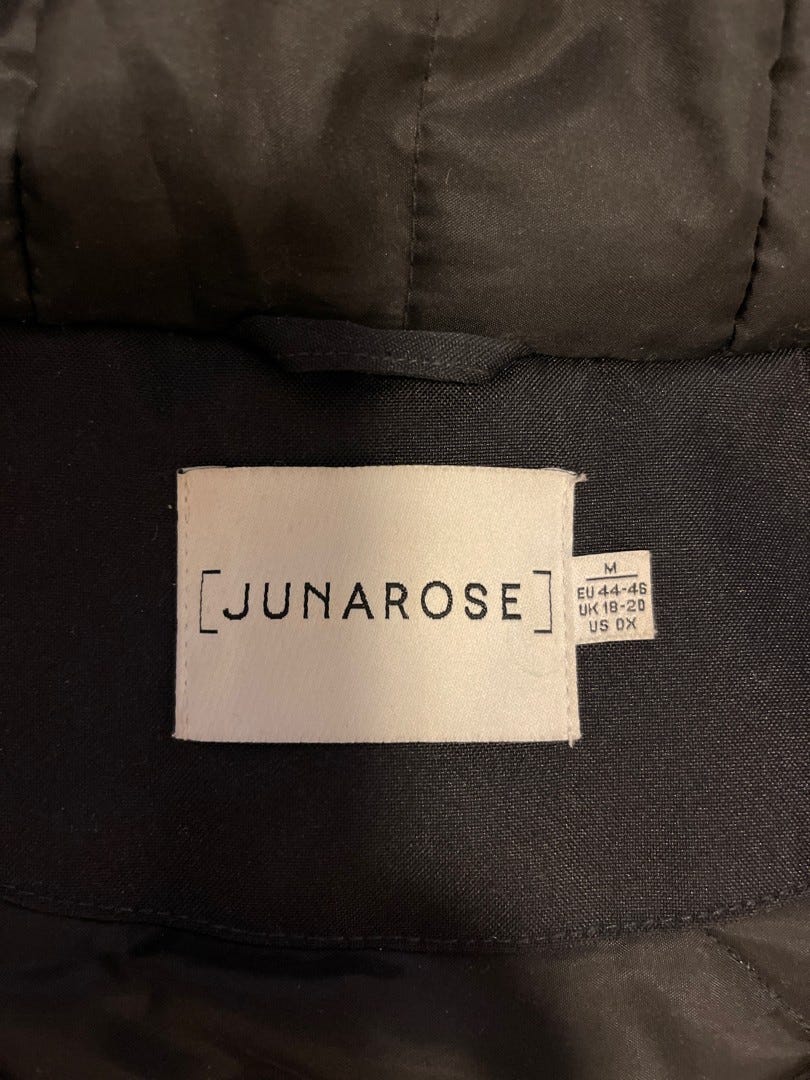 [JUNAROSE]
M
EU 44-46
UK 18-20
US 0X